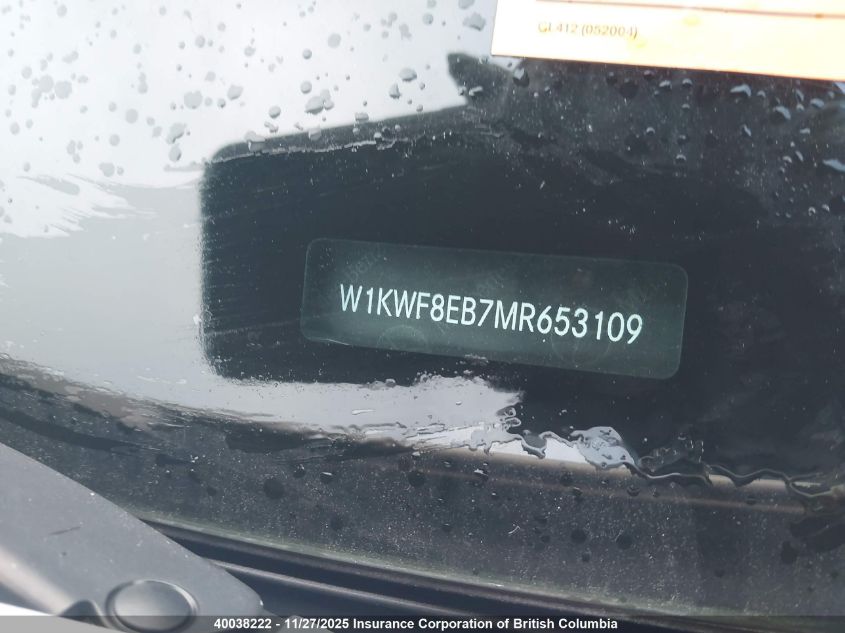 GL412 (052004)
W1KWF8EB7MR653109
40038222 - 11/27/2025 Insurance Corporation of British Columbia